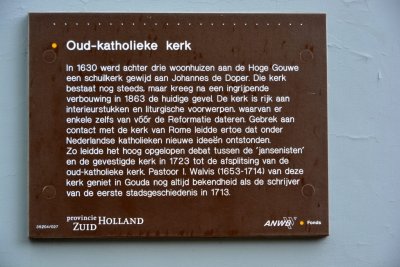 Oud-katholieke kerk
In 1630 werd achter drie woonhuizen aan de Hoge Gouwe
een schuilkerk gewijd aan Johannes de Doper. Die kerk
bestaat nog steeds, maar kreeg na een ingrijpende
verbouwing in 1863 de huidige gevel. De kerk is rijk aan
interieurstukken en liturgische voorwerpen, waarvan er
enkele zelfs van vóór de Reformatie dateren. Gebrek aan
contact met de kerk van Rome leidde ertoe dat onder
Nederlandse katholieken nieuwe ideeën ontstonden.
Zo leidde het hoog opgelopen debat tussen de 'jansenisten'
en de gevestigde kerk in 1723 tot de afsplitsing van de
oud-katholieke kerk. Pastoor I. Walvis (1653-1714) van deze
kerk geniet in Gouda nog altijd bekendheid als de schrijver
van de eerste stadsgeschiedenis in 1713.
provincie HOLLAND
ZUID
ANWB Fonds